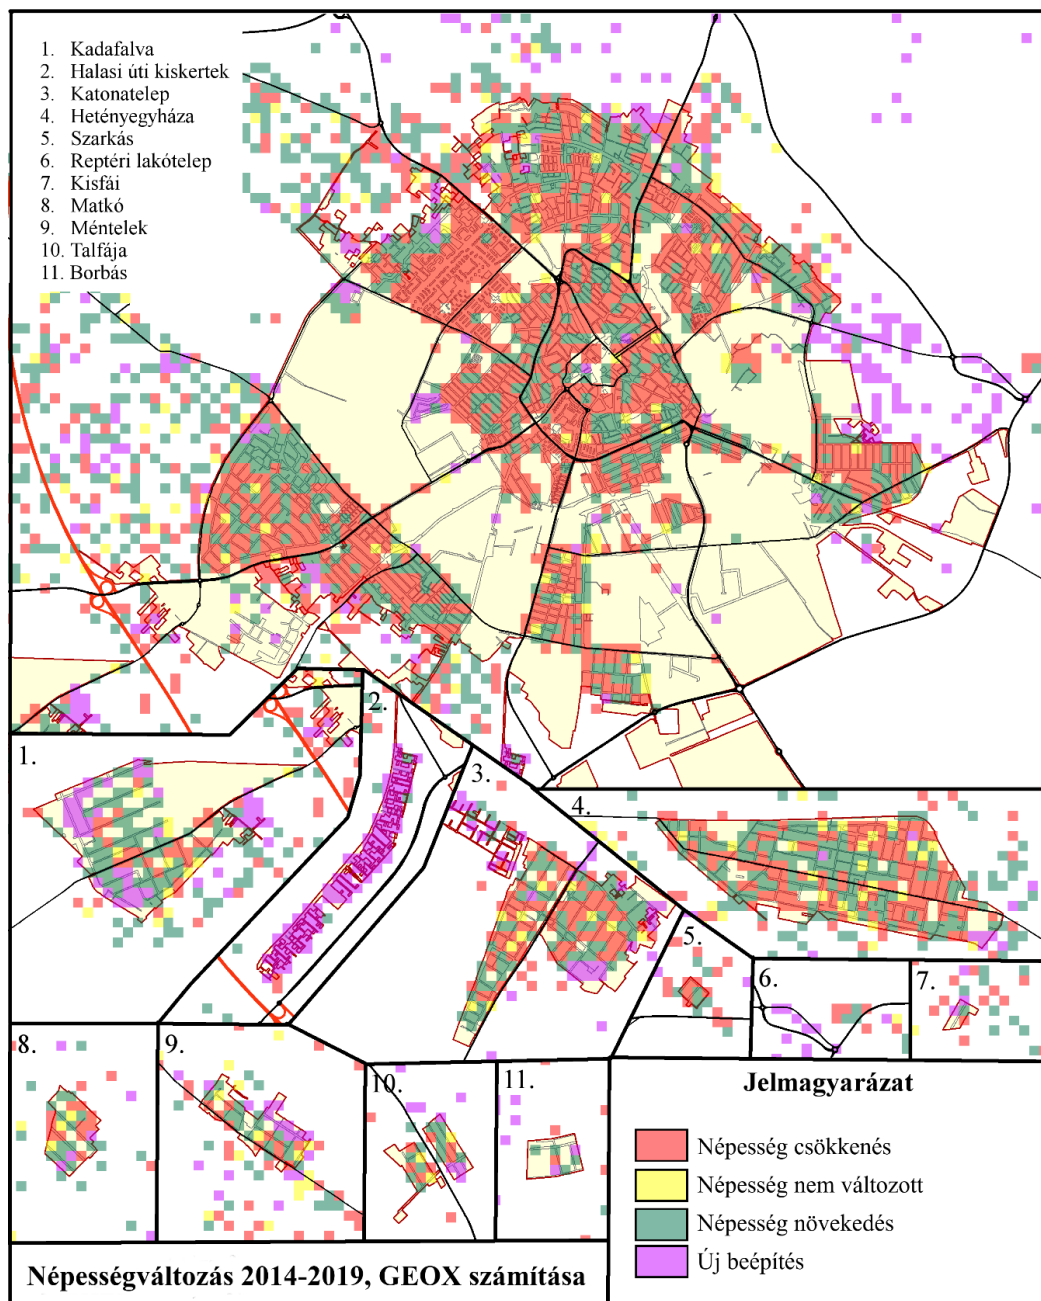 1. Kadafalva
2. Halasi úti kiskertek
3. Katonatelep
4. Hetényegyháza
5. Szarkás
6. Reptéri lakótelep
7. Kisfái
8. Matkó
9. Méntelek
10. Talfája
11. Borbás
1.
2.
3.
4.
5.
6.
7.
8.
9.
10.
11.
Jelmagyarázat
Népesség csökkenés
Népesség nem változott
Népesség növekedés
Új beépítés
Népességváltozás 2014-2019, GEOX számítása